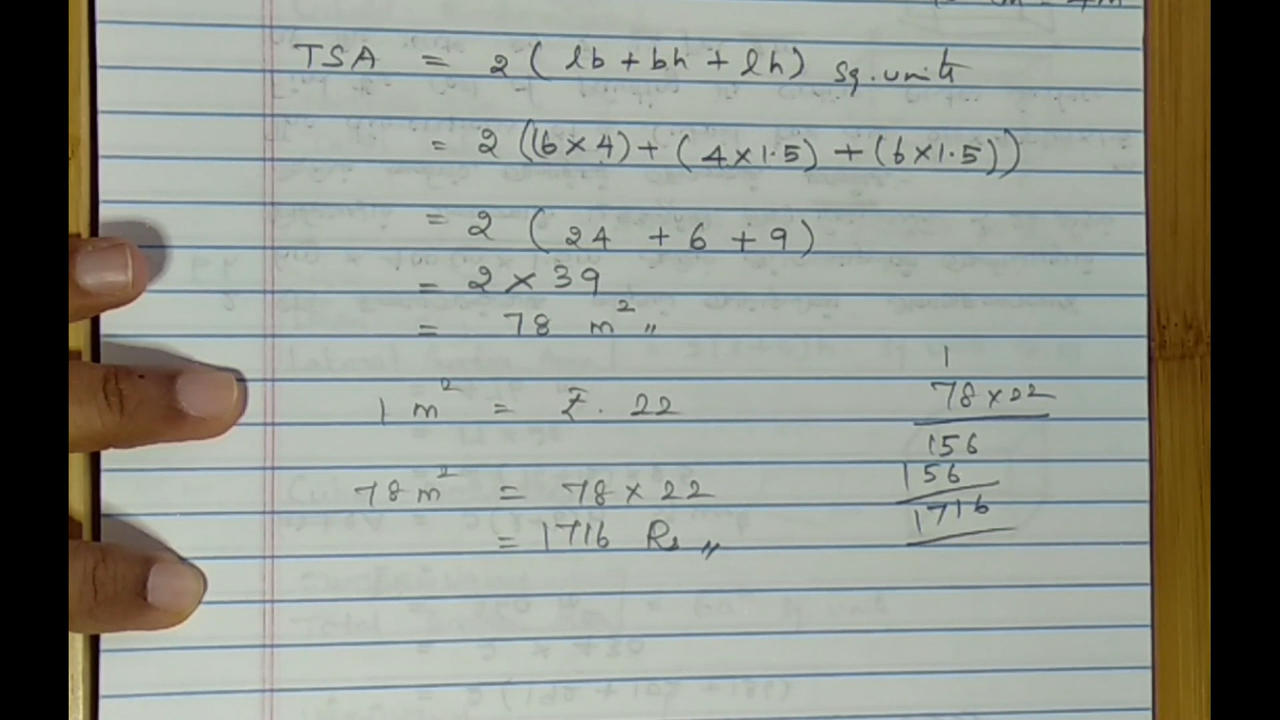 TSA = 2 (lb + bh + lh) sq. units
= 2 ((6 × 4) + (4 × 1.5) + (6 × 1.5))
= 2 (24 + 6 + 9)
= 2 × 39
= 78 m² 〃
1 m² = ₹. 22
78 m² = 78 × 22
= 1716 Rs 〃
1
78 × 22
156
156
1716